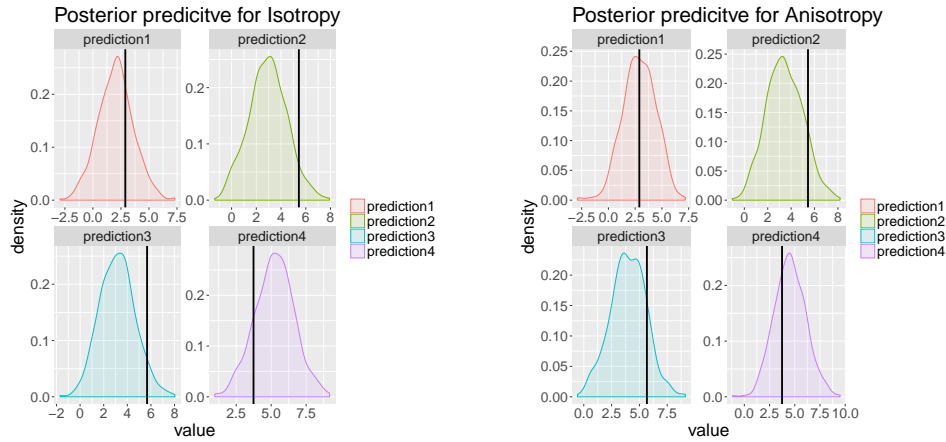 Posterior predicitve for Isotropy
prediction1
prediction2
0.2
0.1
0.0
−2.5 0.0 2.5 5.0 7.5
0.2
0.1
0.0
0 2 4 6 8
prediction3
prediction4
0.2
0.1
0.0
−2 0 2 4 6 8
0.2
0.1
0.0
2.5 5.0 7.5
density
value
prediction1
prediction2
prediction3
prediction4
Posterior predicitve for Anisotropy
prediction1
prediction2
0.25
0.20
0.15
0.10
0.05
0.00
−2.5 0.0 2.5 5.0 7.5
0.25
0.20
0.15
0.10
0.05
0.00
0 2 4 6 8
prediction3
prediction4
0.20
0.15
0.10
0.05
0.00
0.0 2.5 5.0 7.5
0.2
0.1
0.0
0.0 2.5 5.0 7.5 10.0
density
value
prediction1
prediction2
prediction3
prediction4